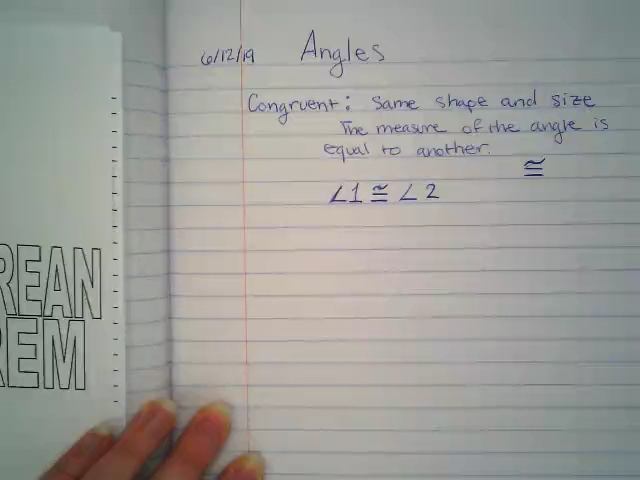 6/12/19 Angles
Congruent: Same shape and size
The measure of the angle is
equal to another.
≅
∠1 ≅ ∠2
REAN
REM